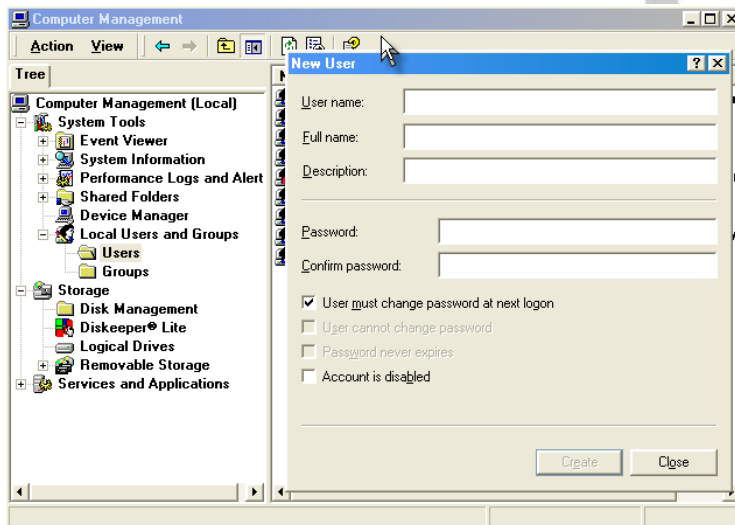 Computer Management
Action View
Tree
Computer Management (Local)
System Tools
Event Viewer
System Information
Performance Logs and Alert
Shared Folders
Device Manager
Local Users and Groups
Users
Groups
Storage
Disk Management
Diskeeper® Lite
Logical Drives
Removable Storage
Services and Applications
New User
User name:
Full name:
Description:
Password:
Confirm password:
User must change password at next logon
User cannot change password
Password never expires
Account is disabled
Create Close